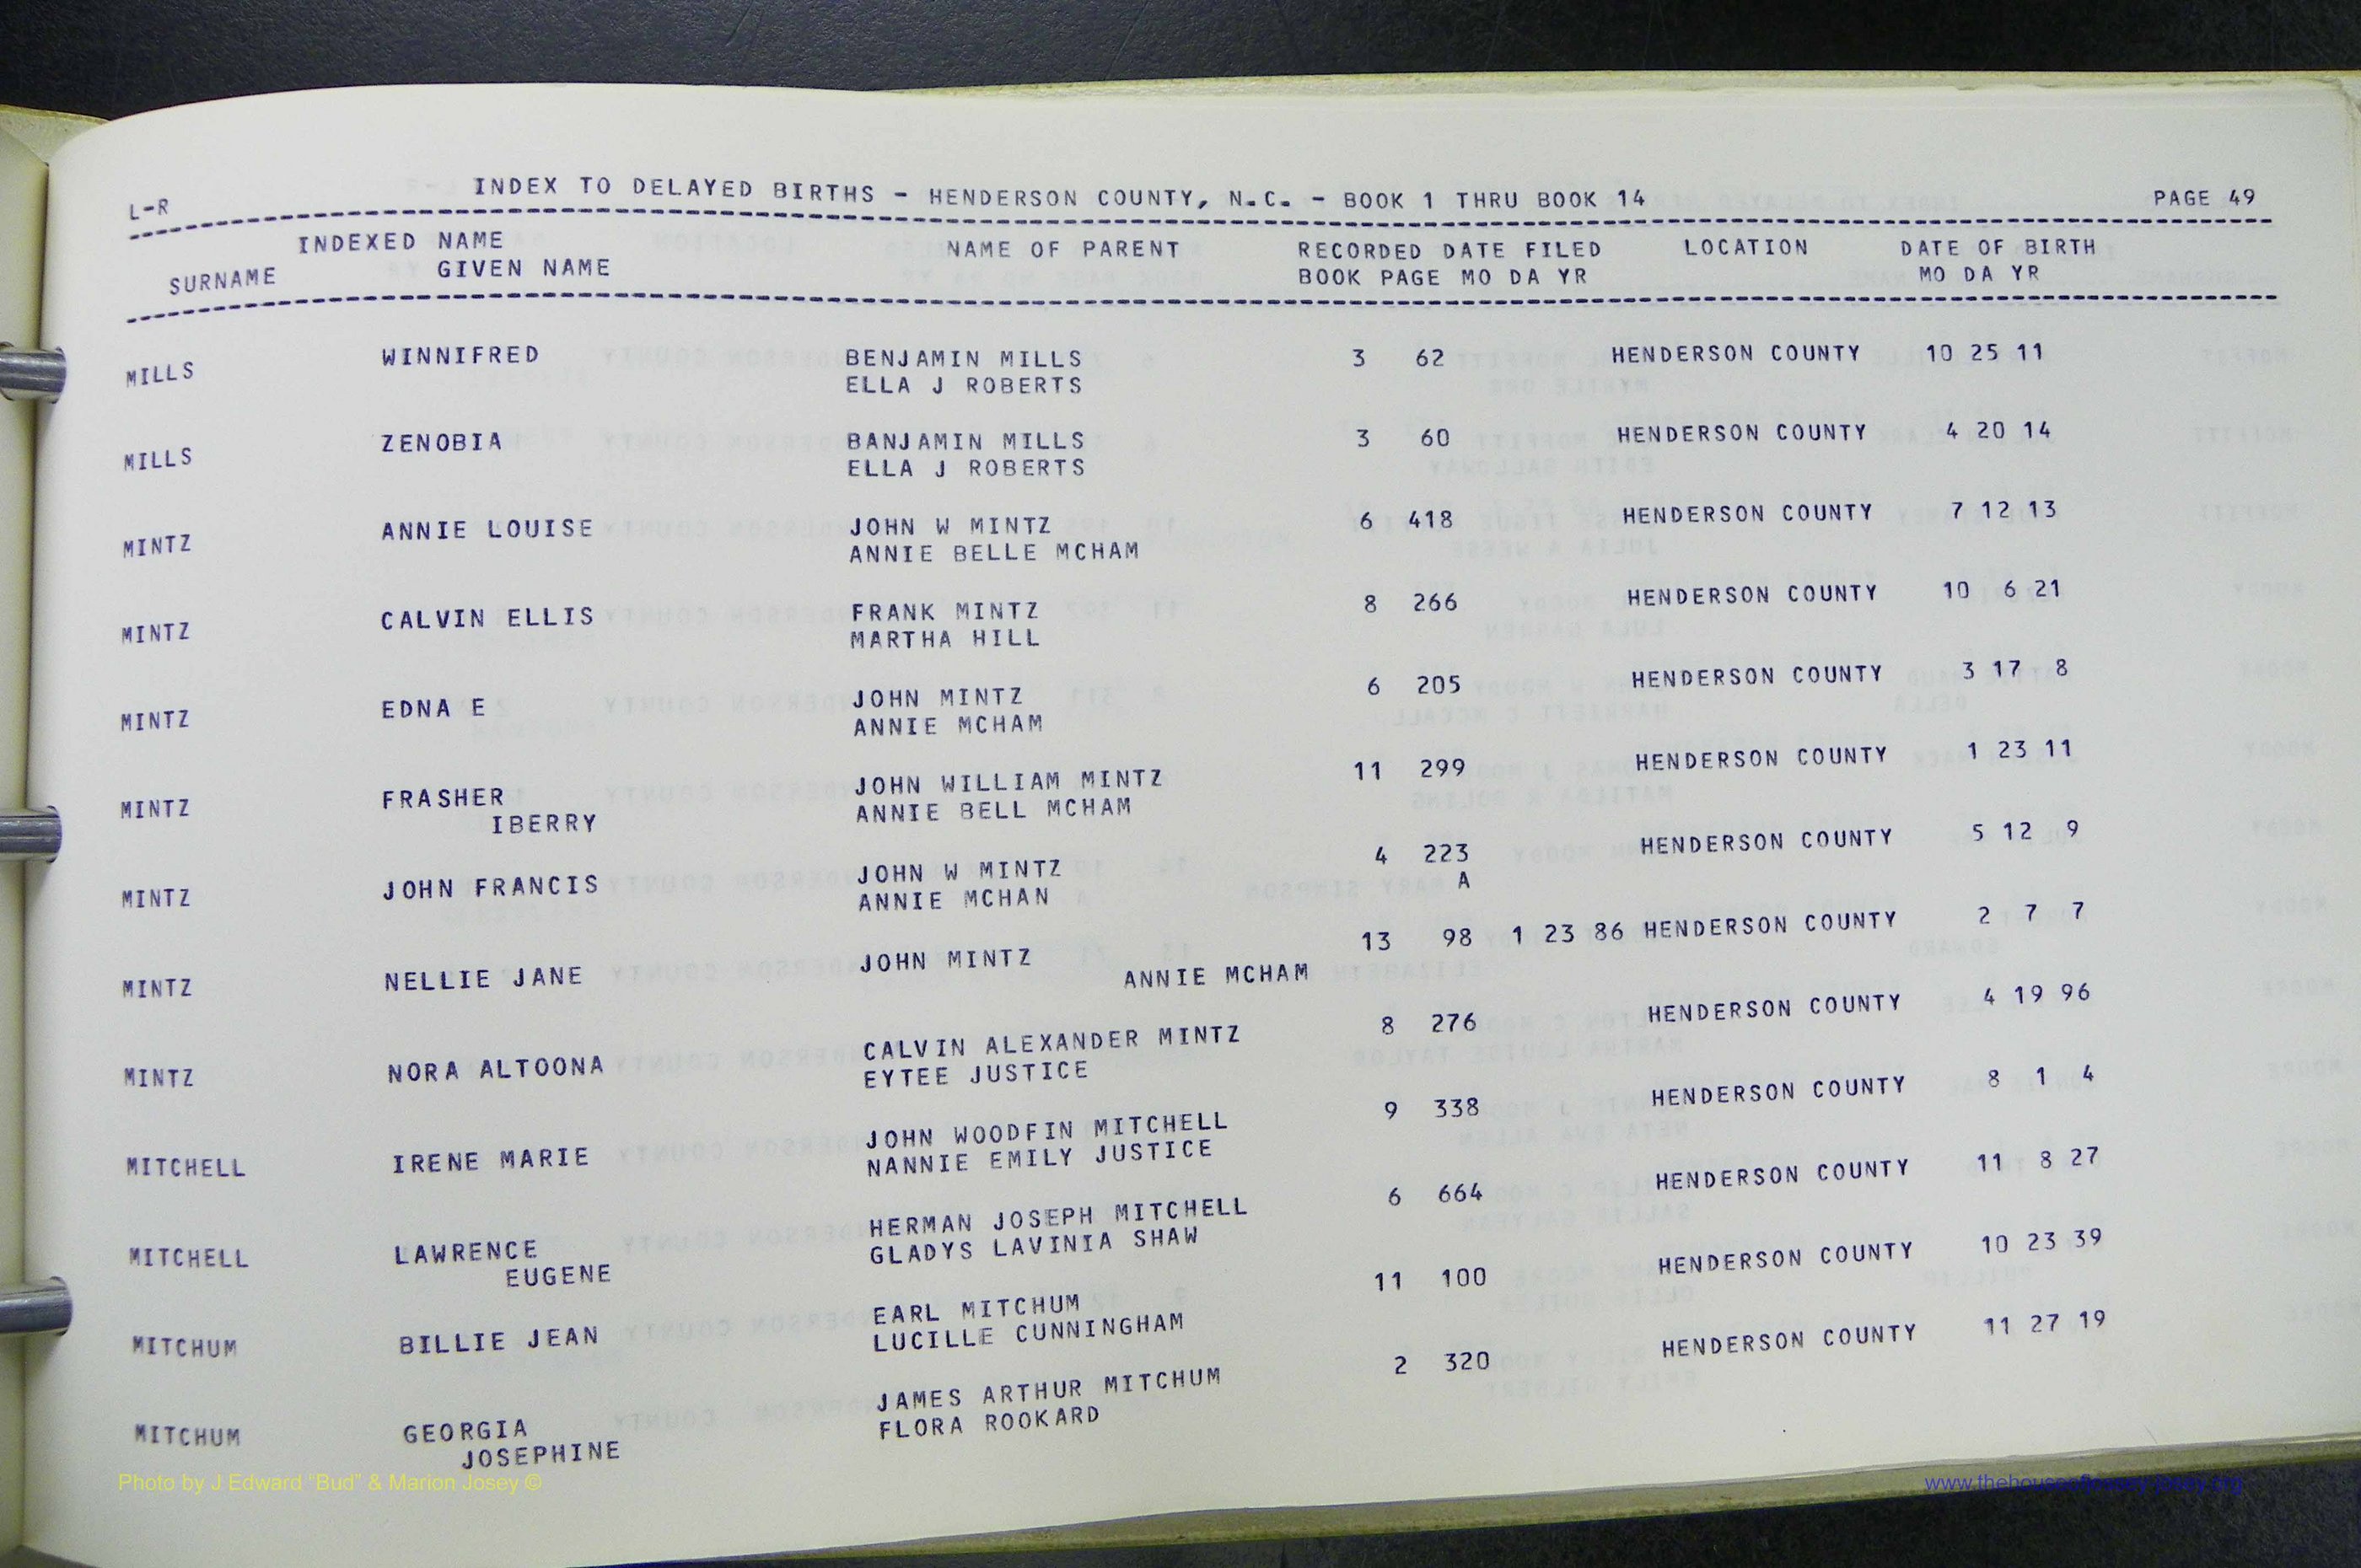 L-R INDEX TO DELAYED BIRTHS - HENDERSON COUNTY, N.C. - BOOK 1 THRU BOOK 14 PAGE 49
INDEXED NAME NAME OF PARENT RECORDED DATE FILED LOCATION DATE OF BIRTH
SURNAME GIVEN NAME BOOK PAGE MO DA YR MO DA YR
MILLS WINNIFRED BENJAMIN MILLS 3 62 HENDERSON COUNTY 10 25 11
ELLA J ROBERTS
MILLS ZENOBIA BANJAMIN MILLS 3 60 HENDERSON COUNTY 4 20 14
ELLA J ROBERTS
MINTZ ANNIE LOUISE JOHN W MINTZ 6 418 HENDERSON COUNTY 7 12 13
ANNIE BELLE MCHAM
MINTZ CALVIN ELLIS FRANK MINTZ 8 266 HENDERSON COUNTY 10 6 21
MARTHA HILL
MINTZ EDNA E JOHN MINTZ 6 205 HENDERSON COUNTY 3 17 8
ANNIE MCHAM
MINTZ FRASHER JOHN WILLIAM MINTZ 11 299 HENDERSON COUNTY 1 23 11
IBERRY ANNIE BELL MCHAM
MINTZ JOHN FRANCIS JOHN W MINTZ 4 223 HENDERSON COUNTY 5 12 9
ANNIE MCHAN A
MINTZ NELLIE JANE JOHN MINTZ 13 98 1 23 86 HENDERSON COUNTY 2 7 7
ANNIE MCHAM
MINTZ NORA ALTOONA CALVIN ALEXANDER MINTZ 8 276 HENDERSON COUNTY 4 19 96
EYTEE JUSTICE
MITCHELL IRENE MARIE JOHN WOODFIN MITCHELL 9 338 HENDERSON COUNTY 8 1 4
NANNIE EMILY JUSTICE
MITCHELL LAWRENCE HERMAN JOSEPH MITCHELL 6 664 HENDERSON COUNTY 11 8 27
EUGENE GLADYS LAVINIA SHAW
MITCHUM BILLIE JEAN EARL MITCHUM 11 100 HENDERSON COUNTY 10 23 39
LUCILLE CUNNINGHAM
MITCHUM GEORGIA JAMES ARTHUR MITCHUM 2 320 HENDERSON COUNTY 11 27 19
JOSEPHINE FLORA ROOKARD
Photo by J Edward "Bud" & Marion Josey ©